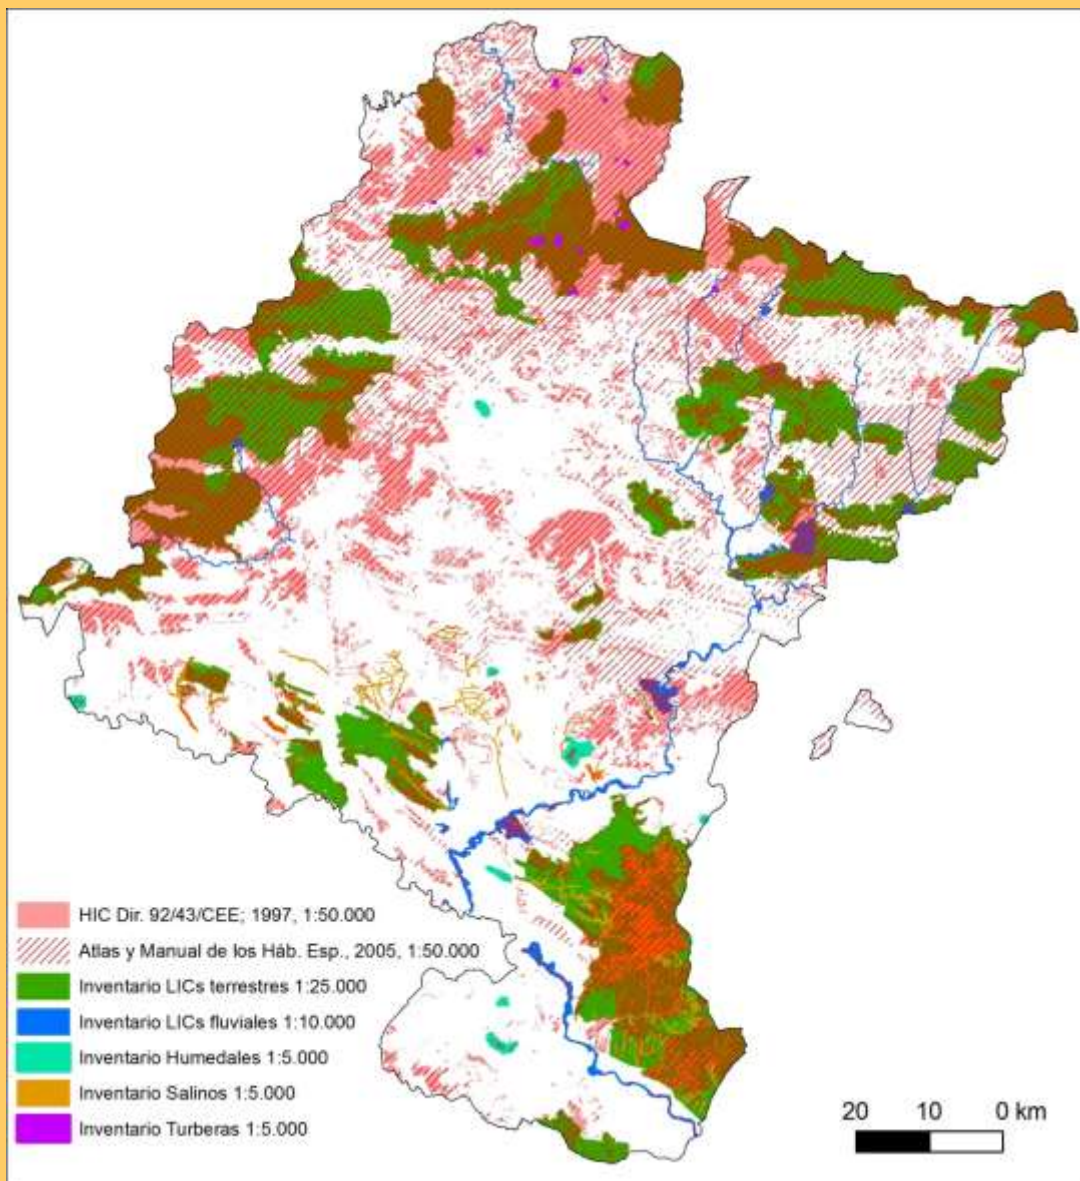 HIC Dir. 92/43/CEE; 1997, 1:50.000
Atlas y Manual de los Háb. Esp., 2005, 1:50.000
Inventario LICs terrestres 1:25.000
Inventario LICs fluviales 1:10.000
Inventario Humedales 1:5.000
Inventario Salinos 1:5.000
Inventario Turberas 1:5.000
20 10 0 km